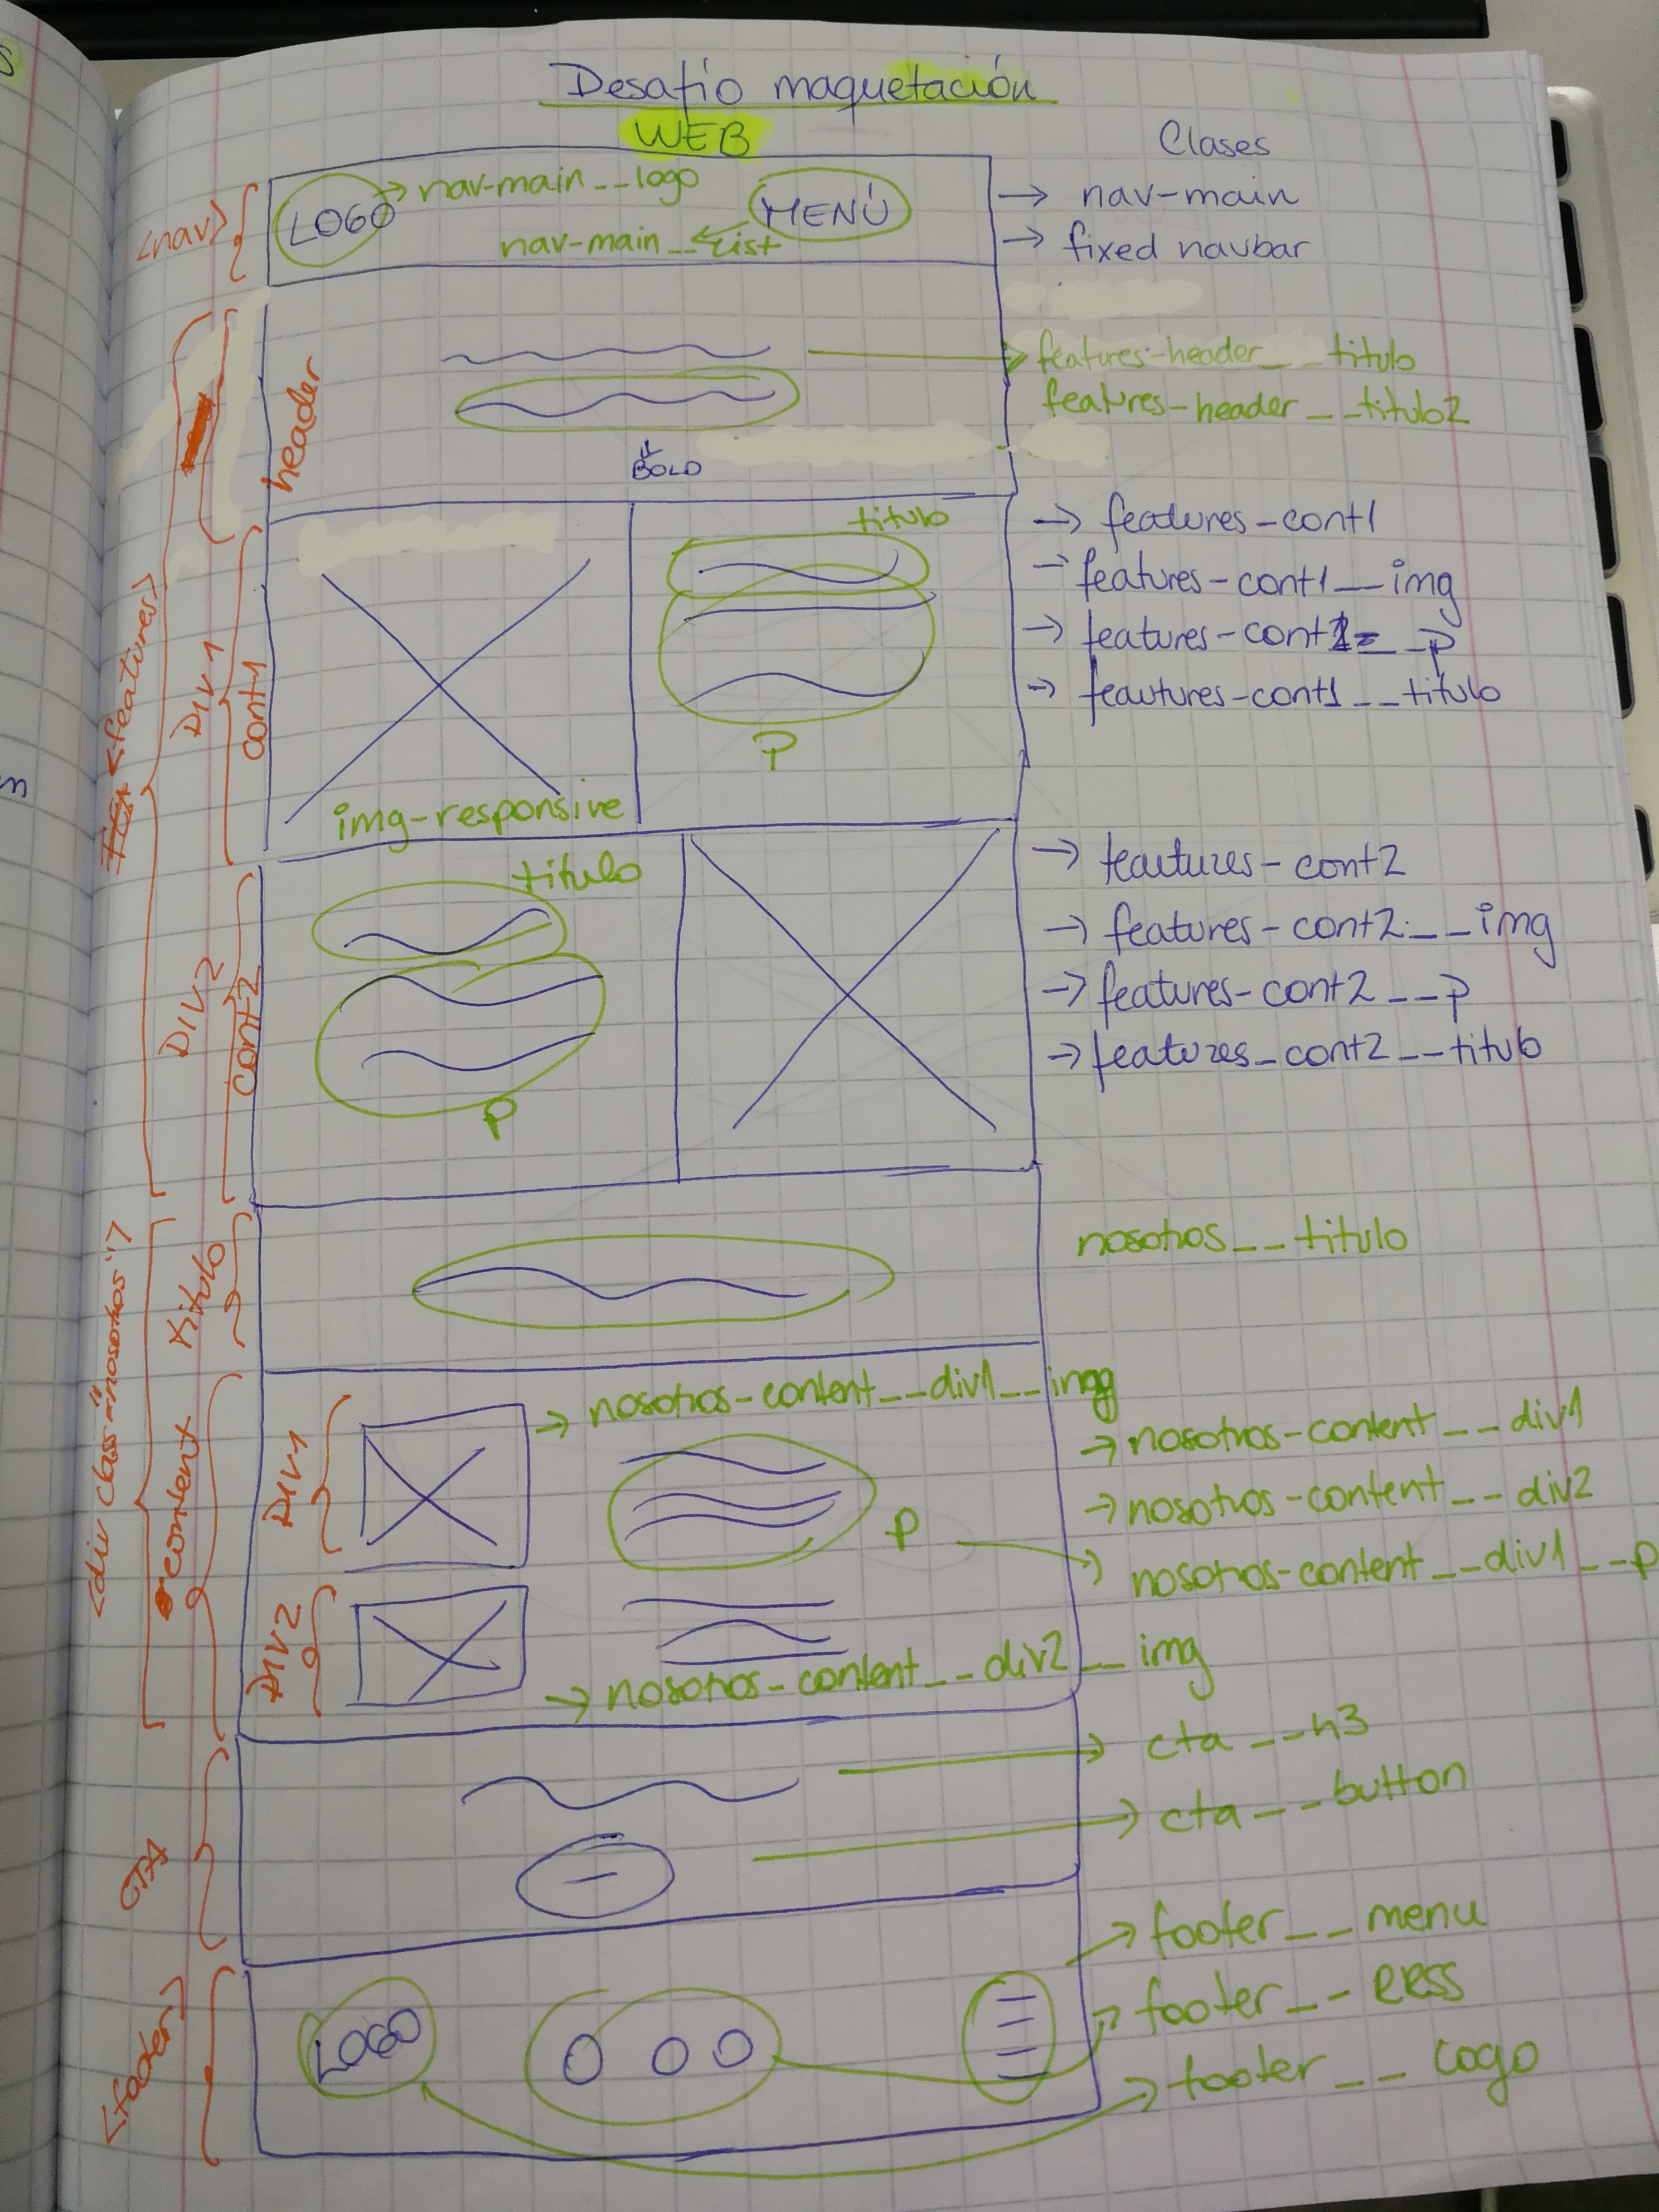 Desafío maquetación
WEB
Clases
<nav>
LOGO
nav-main__logo
MENÚ
nav-main__list
→ nav-main
→ fixed navbar
header
features-header__titulo
features-header__titulo2
BOLD
<features>
DIV1
cont1
titulo
P
img-responsive
→ features-cont1
→ features-cont1__img
→ features-cont1__p
→ feautures-cont1__titulo
DIV2
cont2
titulo
P
→ feactures-cont2
→ features-cont2__img
→ features-cont2__p
→ features_cont2__titulo
<div class="nosotros">
titulo
nosotros__titulo
content
DIV1
→ nosotros-content__div1__img
P
→ nosotros-content__div1
→ nosotros-content__div2
→ nosotros-content__div1__p
DIV2
→ nosotros-content__div2__img
CTA
cta__h3
cta__button
<footer>
LOGO
footer__menu
footer__RRSS
footer__logo